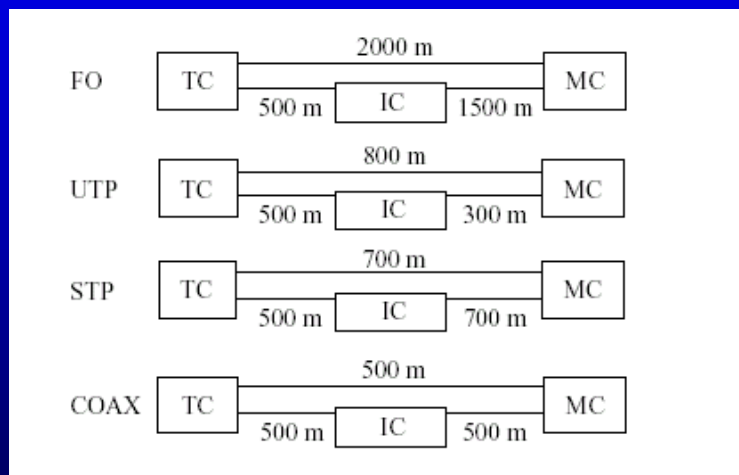 2000 m
FO TC MC
IC
500 m 1500 m
800 m
UTP TC MC
IC
500 m 300 m
700 m
STP TC MC
IC
500 m 700 m
500 m
COAX TC MC
IC
500 m 500 m